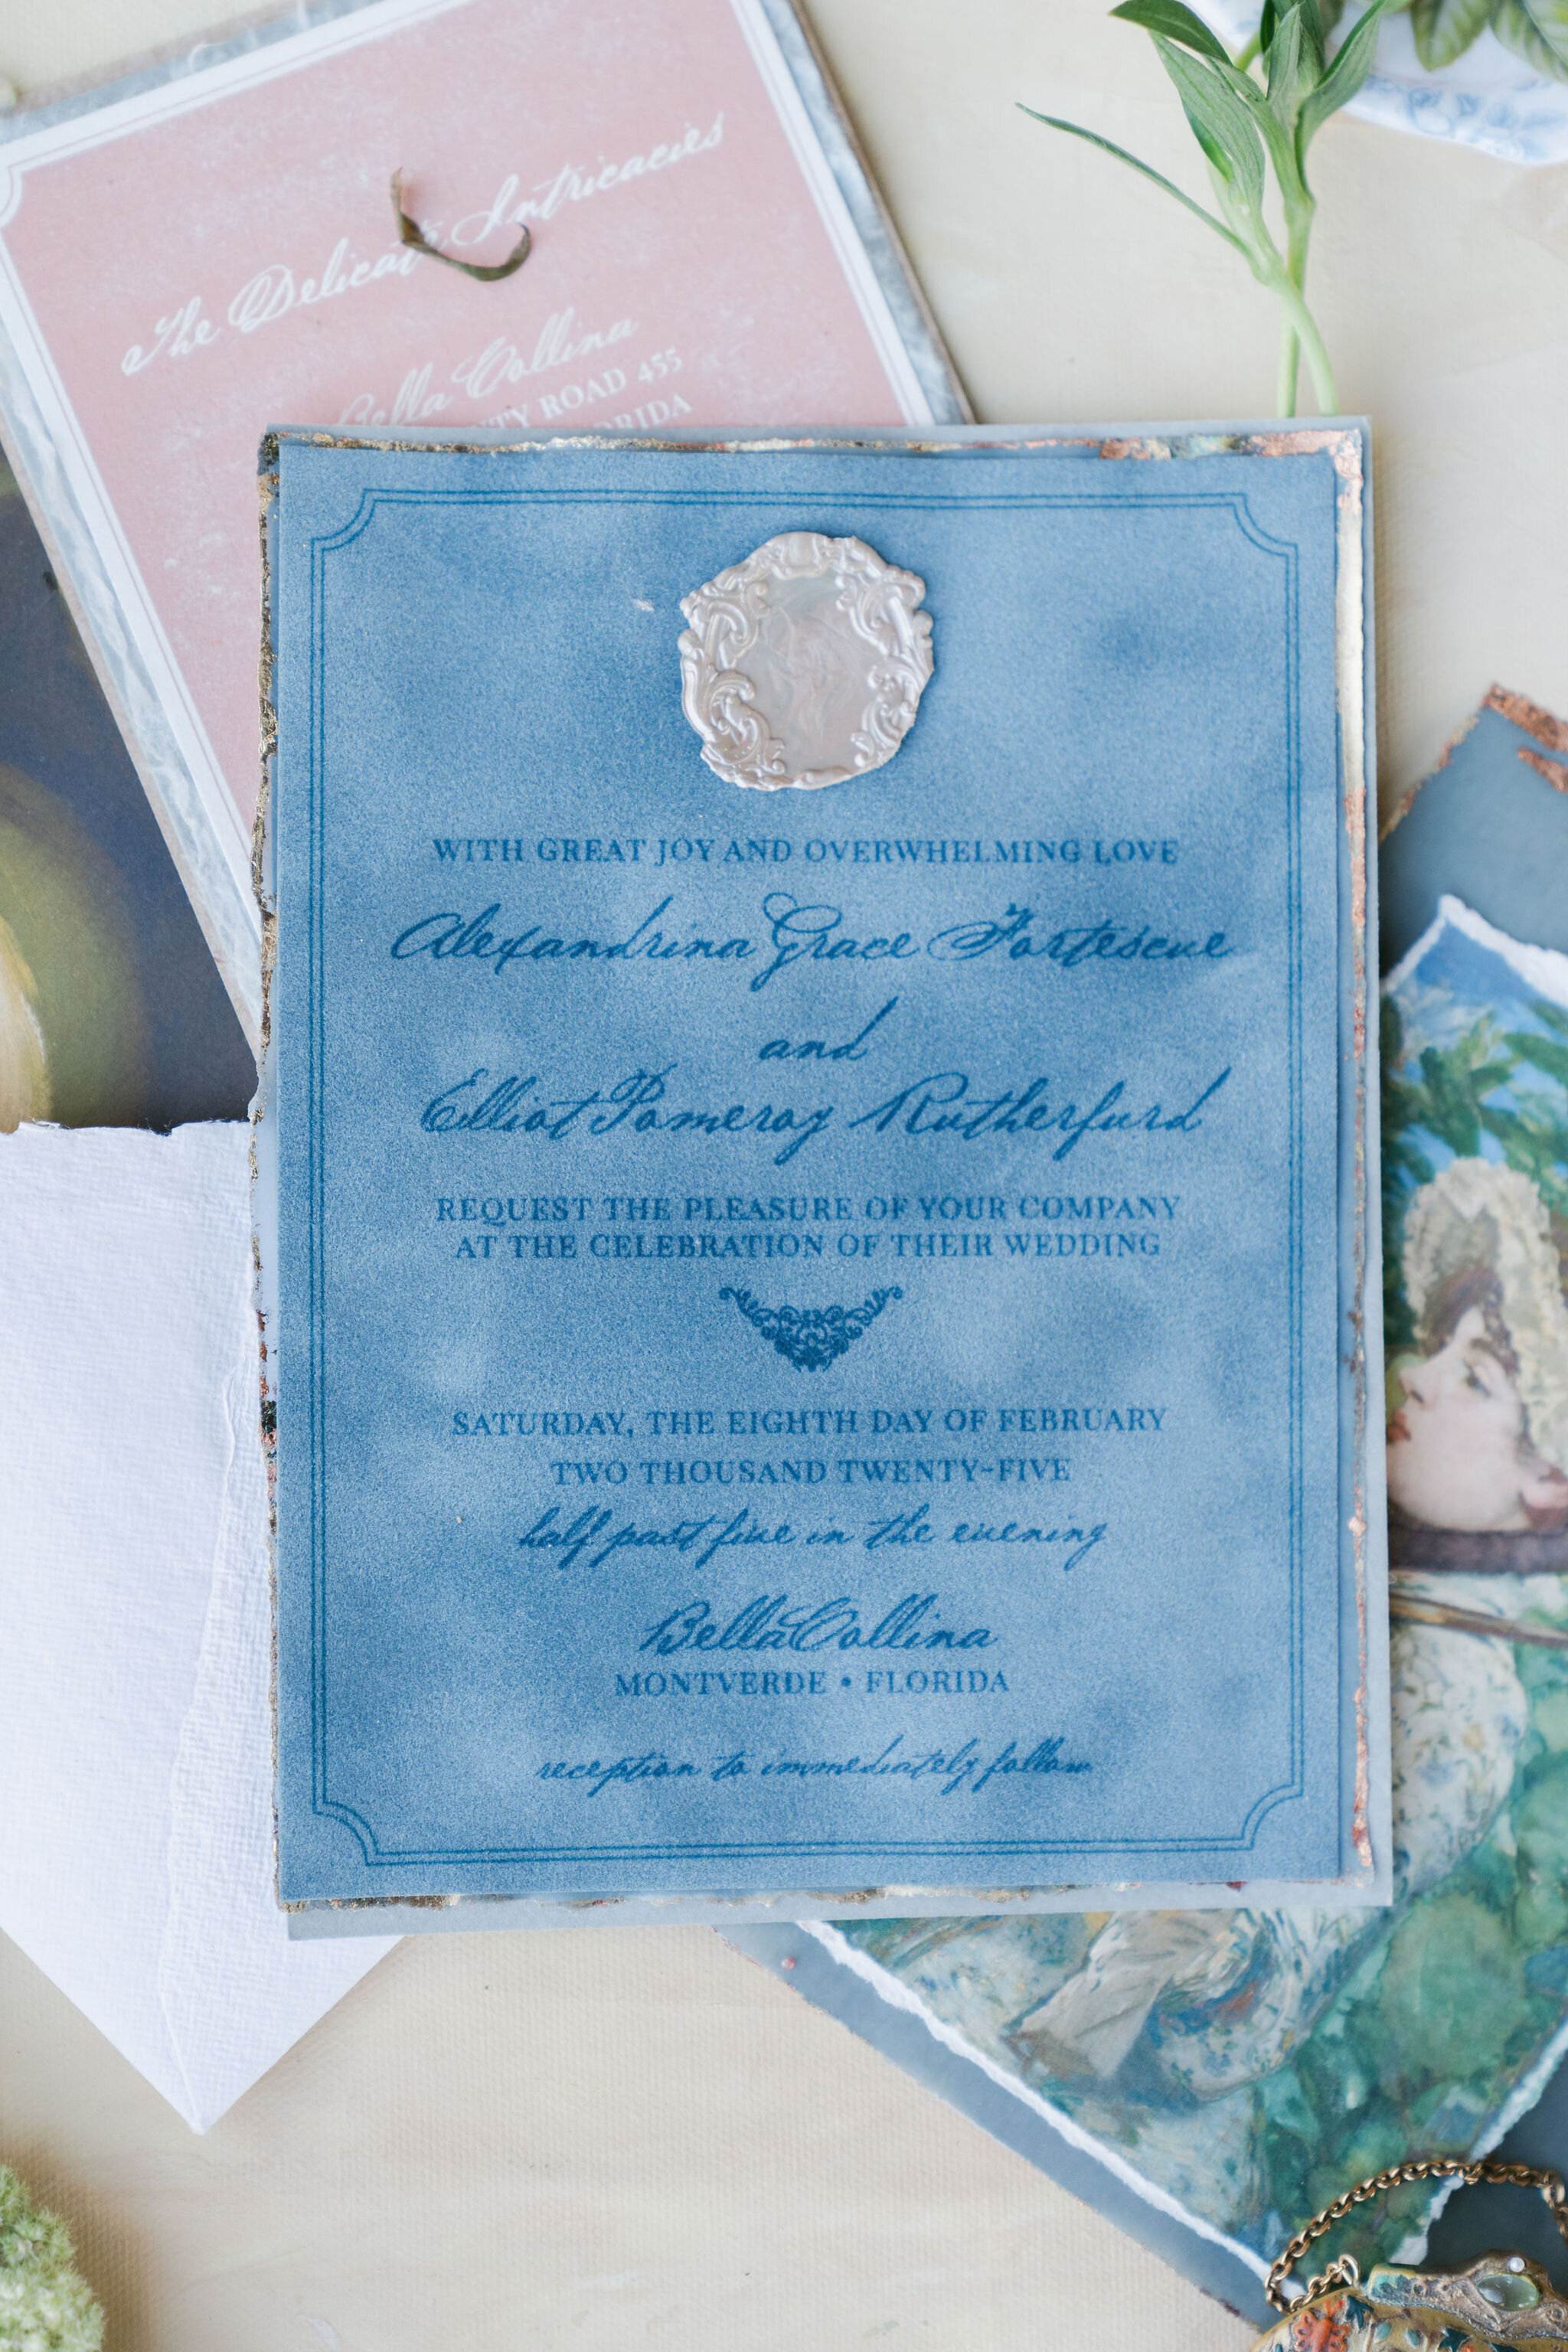 The Delicate Intricacies
Bella Collina
ROAD 455
WITH GREAT JOY AND OVERWHELMING LOVE
Alexandrina Grace Fortescue
and
Elliot Pomeroy Rutherfurd
REQUEST THE PLEASURE OF YOUR COMPANY
AT THE CELEBRATION OF THEIR WEDDING
SATURDAY, THE EIGHTH DAY OF FEBRUARY
TWO THOUSAND TWENTY-FIVE
half past five in the evening
Bella Collina
MONTVERDE • FLORIDA
reception to immediately follow